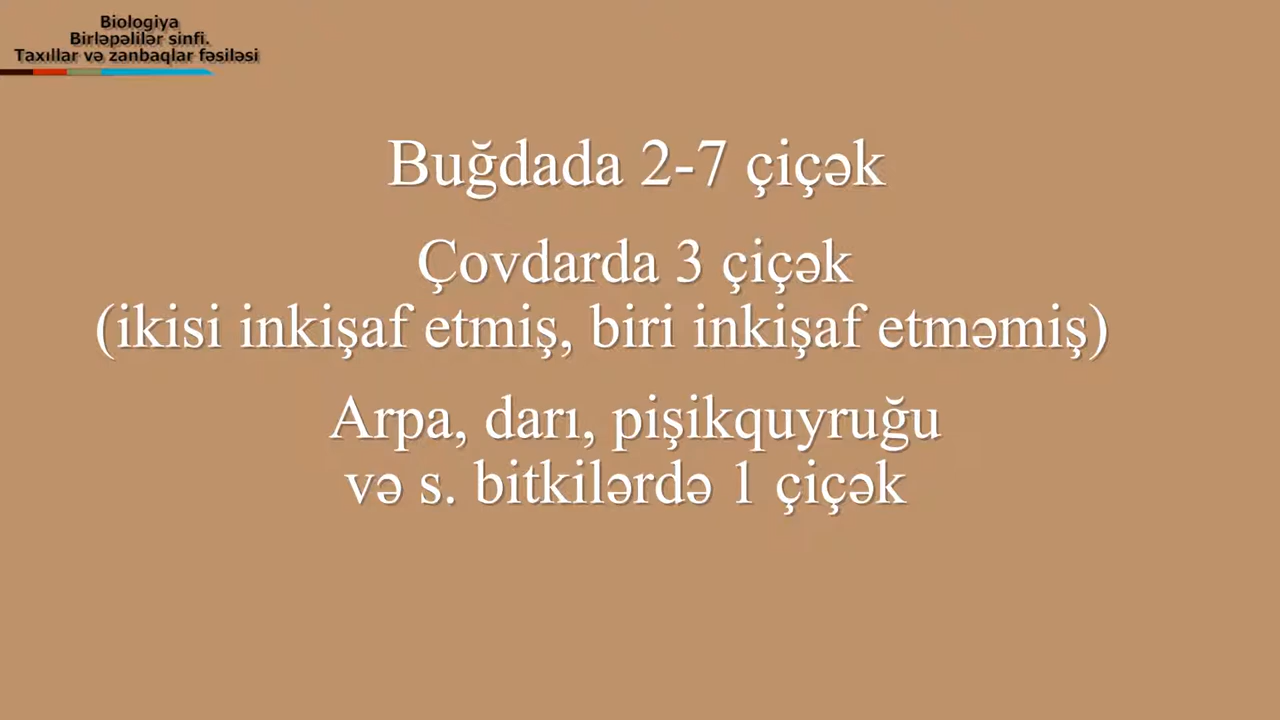 Biologiya
Birləpəlilər sinfi.
Taxıllar və zanbaqlar fəsiləsi
Buğdada 2-7 çiçək
Çovdarda 3 çiçək
(ikisi inkişaf etmiş, biri inkişaf etməmiş)
Arpa, darı, pişikquyruğu
və s. bitkilərdə 1 çiçək